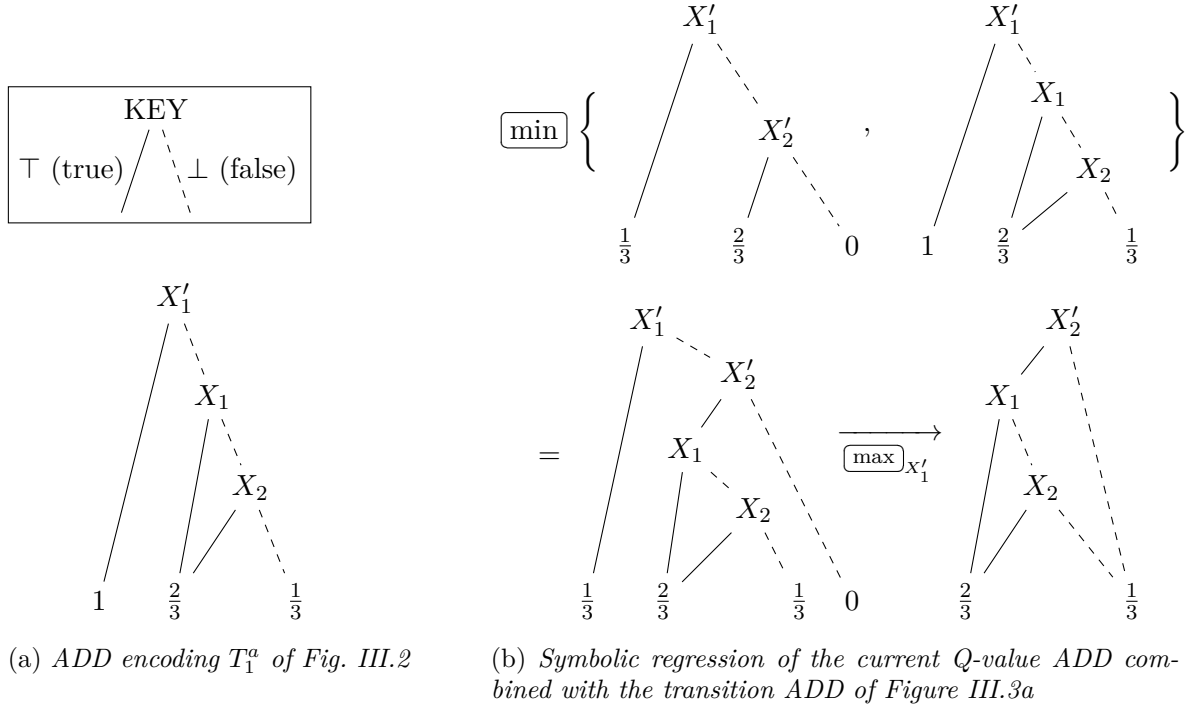 KEY
⊤ (true) ⊥ (false)
X′₁
X₁
X₂
1 2/3 1/3
(a) ADD encoding T₁ᵃ of Fig. III.2
min { X′₁ , X′₁ }
X′₂ X₁
X₂
1/3 2/3 0 1 2/3 1/3
= X′₁ X′₂
X′₂ X₁
X₁ X₂
X₂
1/3 2/3 1/3 0
max X′₁
2/3 1/3
(b) Symbolic regression of the current Q-value ADD com-
bined with the transition ADD of Figure III.3a